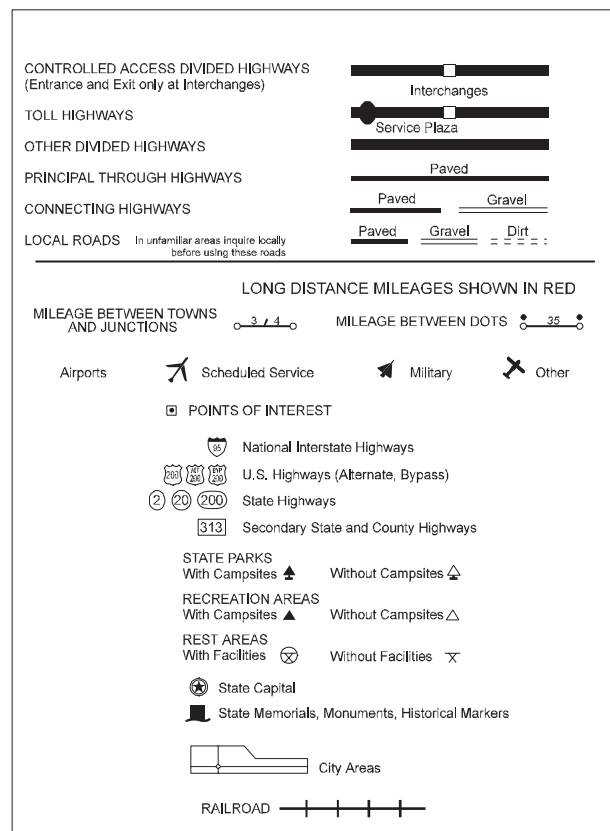 CONTROLLED ACCESS DIVIDED HIGHWAYS
(Entrance and Exit only at Interchanges)
Interchanges
TOLL HIGHWAYS
Service Plaza
OTHER DIVIDED HIGHWAYS
PRINCIPAL THROUGH HIGHWAYS Paved
CONNECTING HIGHWAYS Paved Gravel
LOCAL ROADS In unfamiliar areas inquire locally
before using these roads
Paved Gravel Dirt
LONG DISTANCE MILEAGES SHOWN IN RED
MILEAGE BETWEEN TOWNS
AND JUNCTIONS
3 / 4
MILEAGE BETWEEN DOTS 35
Airports Scheduled Service Military Other
POINTS OF INTEREST
95 National Interstate Highways
200 ALT 200 BYP 200 U.S. Highways (Alternate, Bypass)
2 20 200 State Highways
313 Secondary State and County Highways
STATE PARKS
With Campsites Without Campsites
RECREATION AREAS
With Campsites Without Campsites
REST AREAS
With Facilities Without Facilities
State Capital
State Memorials, Monuments, Historical Markers
City Areas
RAILROAD